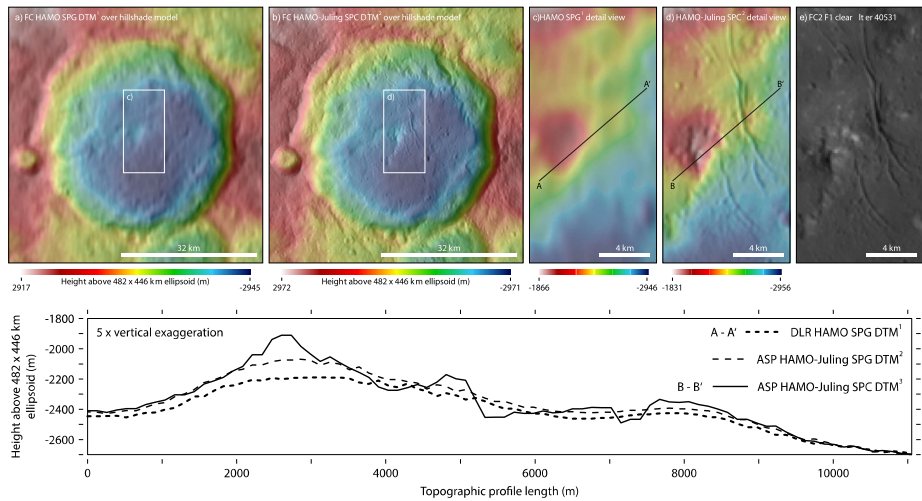 a) FC HAMO SPG DTM¹ over hillshade model
b) FC HAMO-Juling SPC DTM³ over hillshade model
c)HAMO SPG¹ detail view
d) HAMO-Juling SPC³ detail view
e) FC2 F1 clear lt er 40531
c)
d)
A'
A
B'
B
32 km
32 km
4 km
4 km
4 km
2917
Height above 482 x 446 km ellipsoid (m)
-2945
2972
Height above 482 x 446 km ellipsoid (m)
-2971
-1866
-2946
-1831
-2956
5 x vertical exaggeration
A - A'
DLR HAMO SPG DTM¹
ASP HAMO-Juling SPG DTM²
B - B'
ASP HAMO-Juling SPC DTM³
Height above 482 x 446 km
ellipsoid (m)
-1800
-2000
-2200
-2400
-2600
0
2000
4000
6000
8000
10000
Topographic profile length (m)